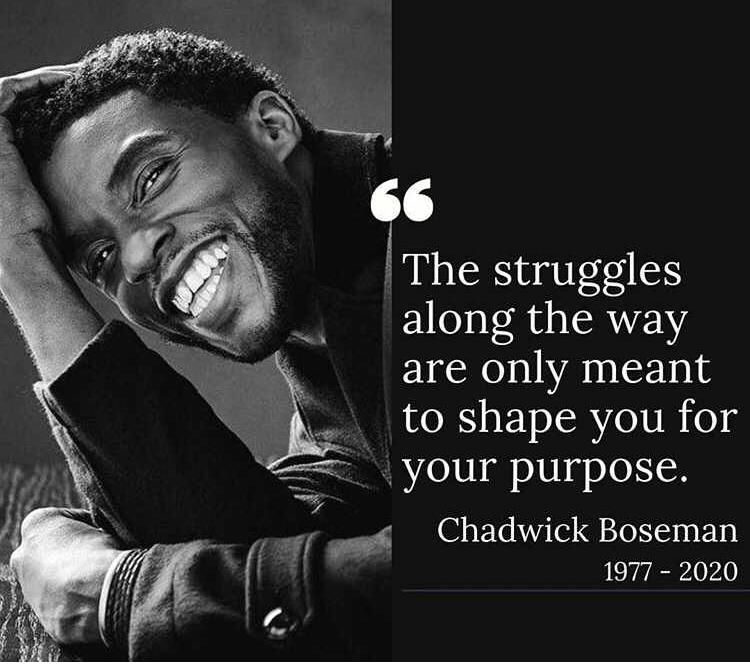 “
The struggles
along the way
are only meant
to shape you for
your purpose.
Chadwick Boseman
1977 - 2020